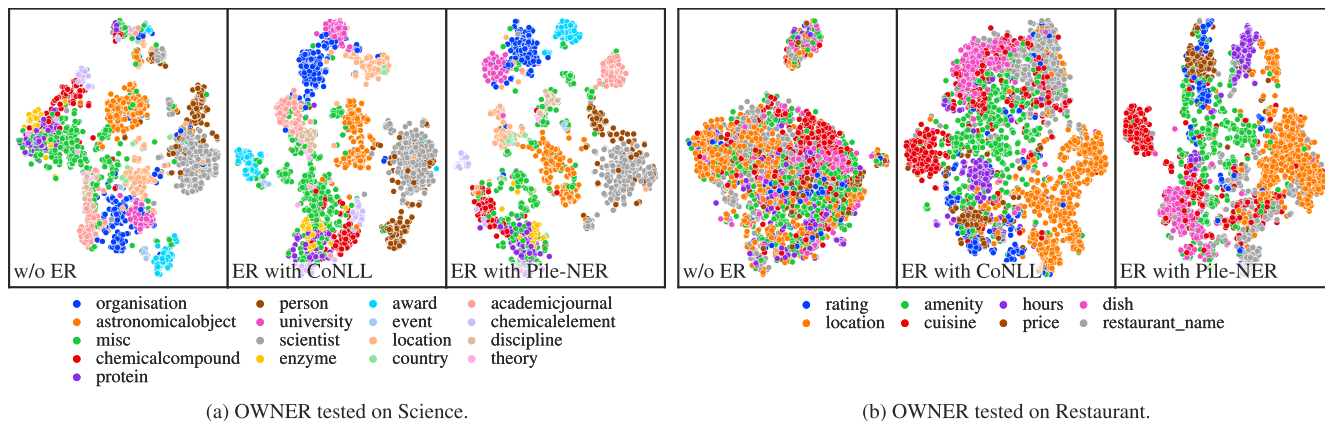 w/o ER ER with CoNLL ER with Pile-NER
w/o ER ER with CoNLL ER with Pile-NER
organisation person award academicjournal
astronomicalobject university event chemicalelement
misc scientist location discipline
chemicalcompound enzyme country theory
protein
rating amenity hours dish
location cuisine price restaurant_name
(a) OWNER tested on Science.
(b) OWNER tested on Restaurant.